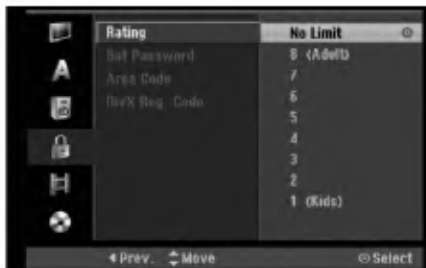 Rating
Set Password
Area Code
DivX Reg. Code
No Limit
8 (Adult)
7
6
5
4
3
2
1 (Kids)
A
Prev. Move Select